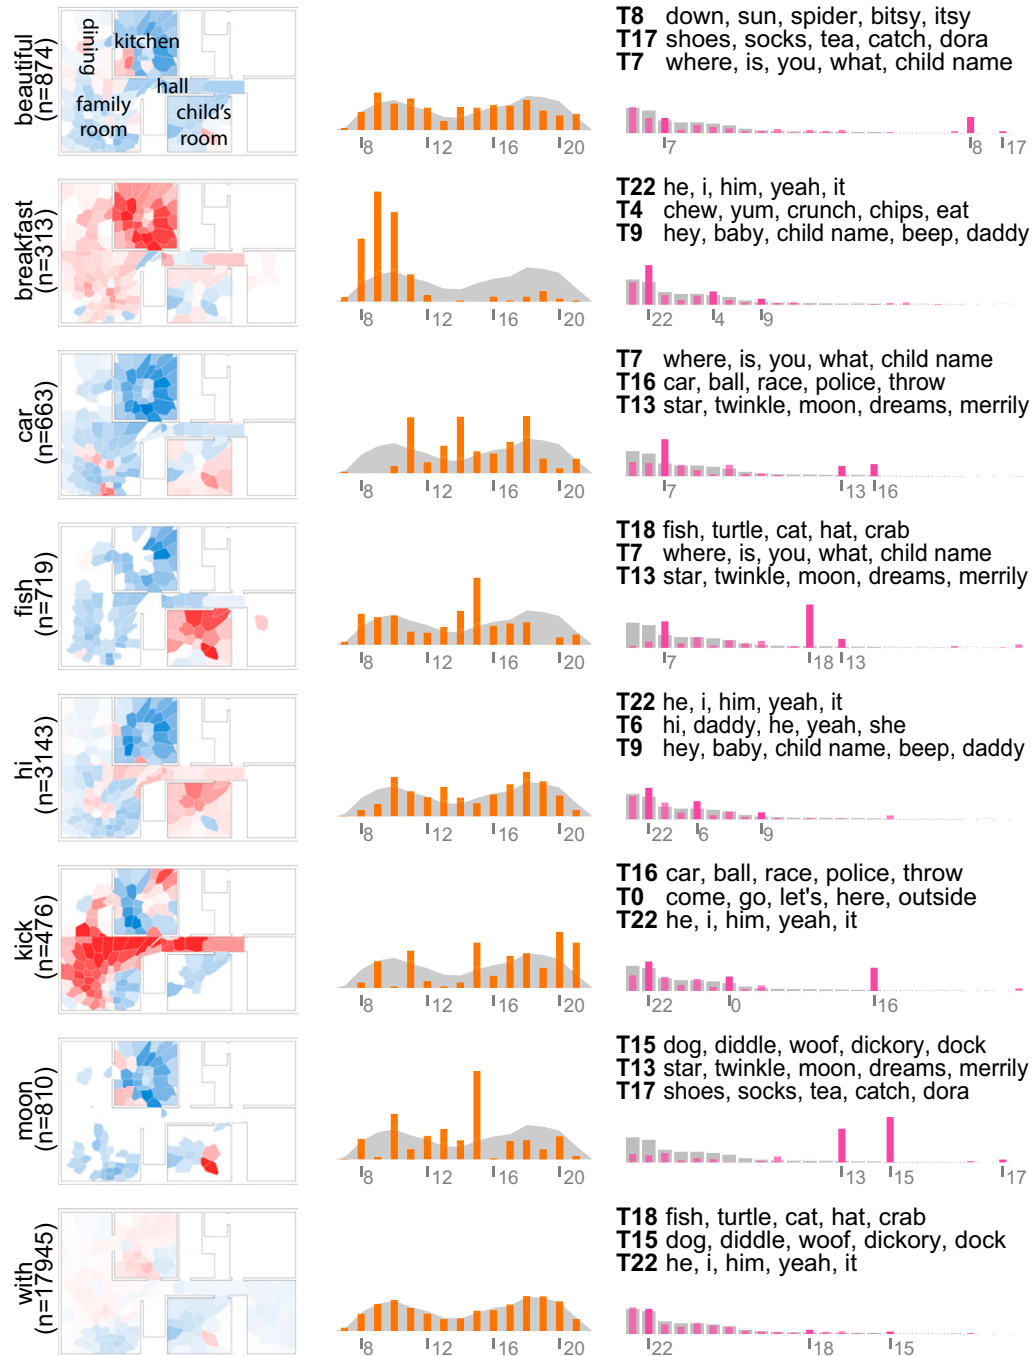 beautiful
(n=874)
dining
kitchen
hall
family
room
child's
room
8
12
16
20
T8 down, sun, spider, bitsy, itsy
T17 shoes, socks, tea, catch, dora
T7 where, is, you, what, child name
7
8
17
breakfast
(n=313)
8
12
16
20
T22 he, i, him, yeah, it
T4 chew, yum, crunch, chips, eat
T9 hey, baby, child name, beep, daddy
22
4
9
car
(n=663)
8
12
16
20
T7 where, is, you, what, child name
T16 car, ball, race, police, throw
T13 star, twinkle, moon, dreams, merrily
7
13
16
fish
(n=719)
8
12
16
20
T18 fish, turtle, cat, hat, crab
T7 where, is, you, what, child name
T13 star, twinkle, moon, dreams, merrily
7
18
13
hi
(n=3143)
8
12
16
20
T22 he, i, him, yeah, it
T6 hi, daddy, he, yeah, she
T9 hey, baby, child name, beep, daddy
22
6
9
kick
(n=476)
8
12
16
20
T16 car, ball, race, police, throw
T0 come, go, let's, here, outside
T22 he, i, him, yeah, it
22
0
16
moon
(n=810)
8
12
16
20
T15 dog, diddle, woof, dickory, dock
T13 star, twinkle, moon, dreams, merrily
T17 shoes, socks, tea, catch, dora
13
15
17
with
(n=17945)
8
12
16
20
T18 fish, turtle, cat, hat, crab
T15 dog, diddle, woof, dickory, dock
T22 he, i, him, yeah, it
22
18
15